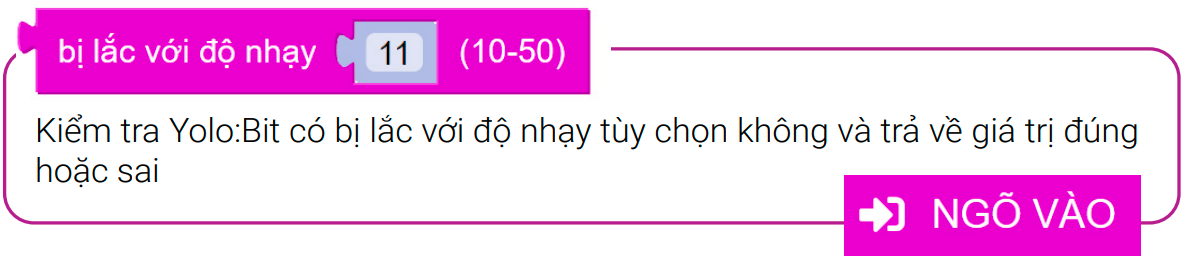 bị lắc với độ nhạy 11 (10-50)
Kiểm tra Yolo:Bit có bị lắc với độ nhạy tùy chọn không và trả về giá trị đúng
hoặc sai
NGÕ VÀO